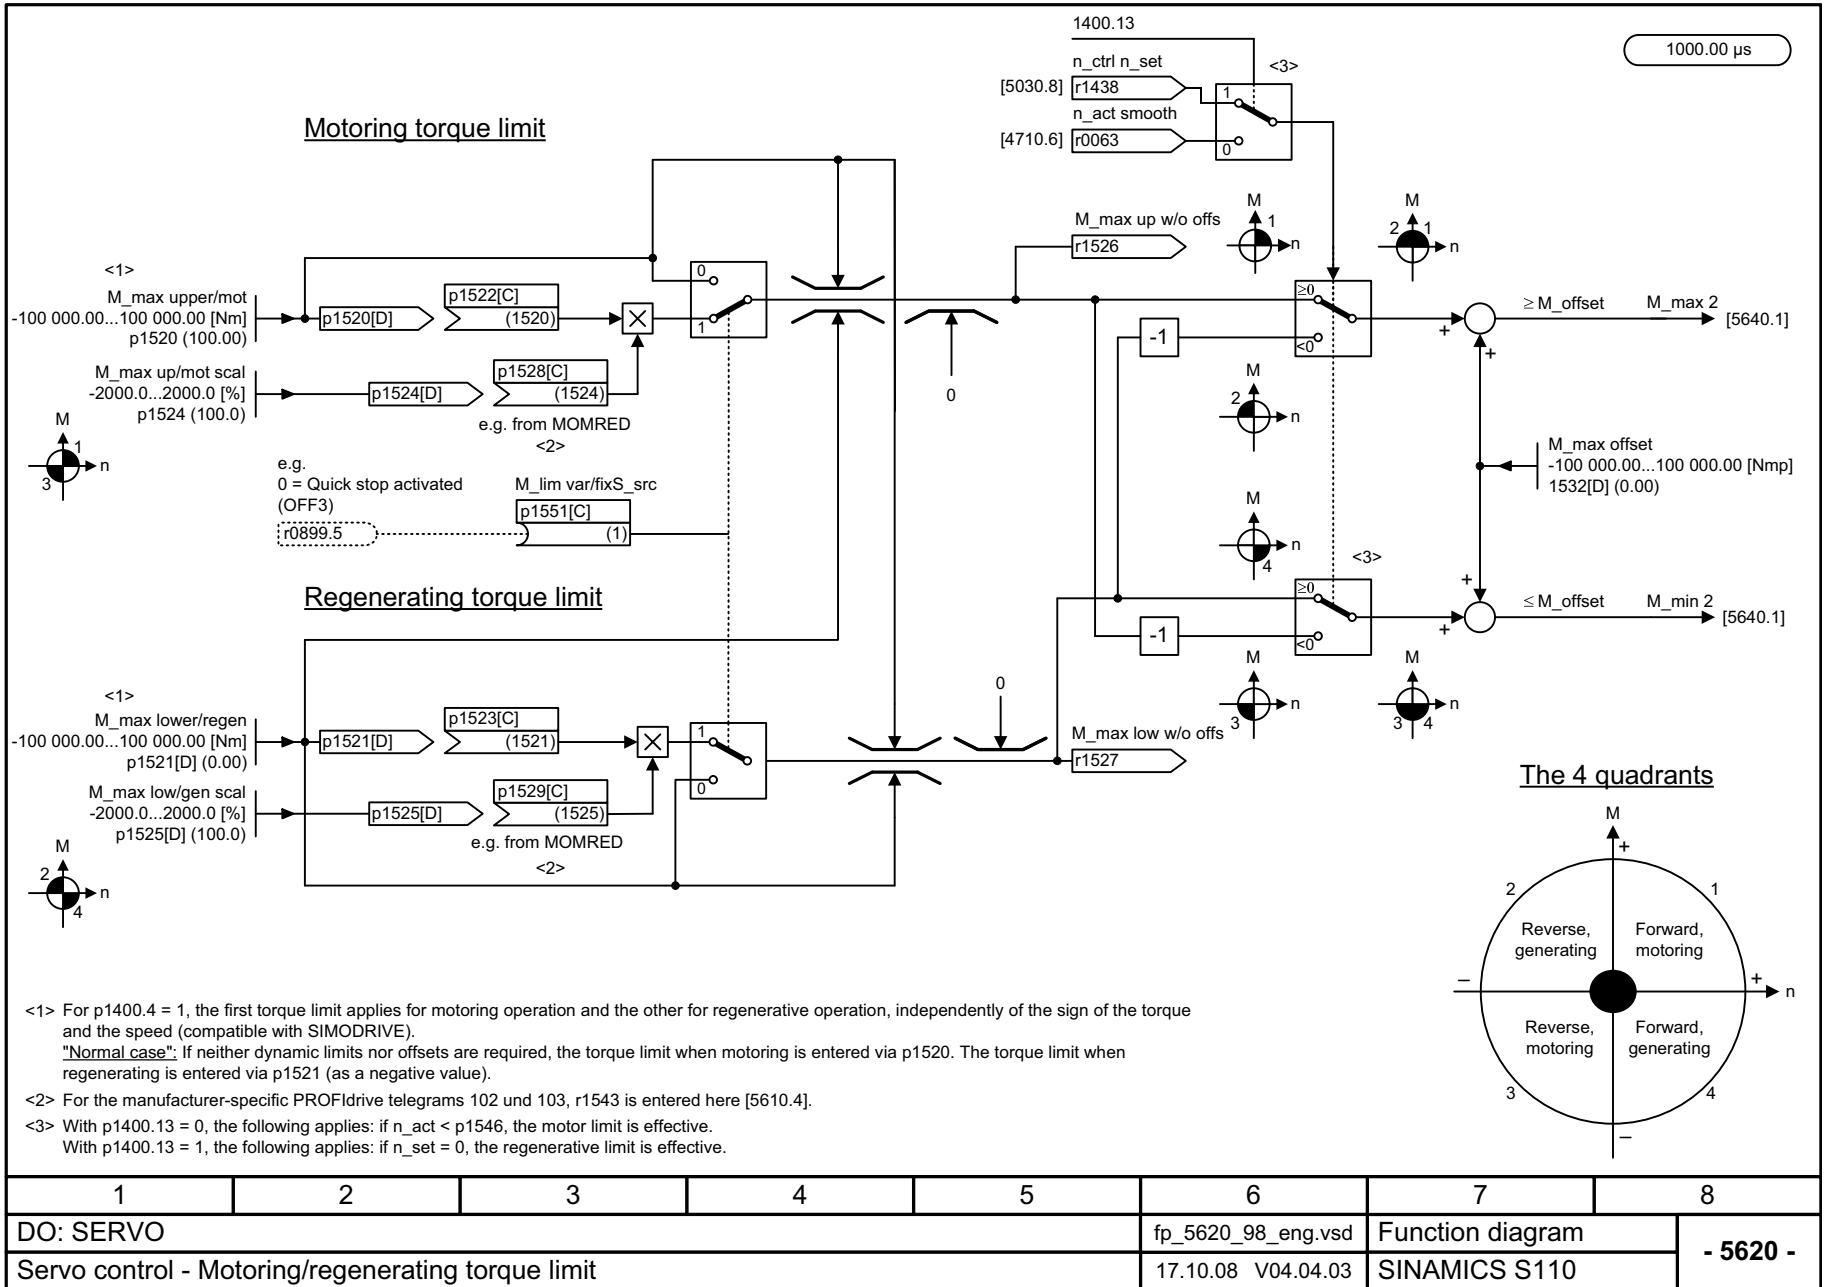 1400.13
1000.00 µs
n_ctrl n_set
<3>
[5030.8]
r1438
1
n_act smooth
[4710.6]
r0063
0
Motoring torque limit
M_max up w/o offs
r1526
M
1
n
M
2 1
n
<1>
M_max upper/mot
-100 000.00...100 000.00 [Nm]
p1520 (100.00)
p1520[D]
p1522[C]
(1520)
0
1
≥0
<0
-1
+
+
≥ M_offset
M_max 2
[5640.1]
M_max up/mot scal
-2000.0...2000.0 [%]
p1524 (100.0)
p1524[D]
p1528[C]
(1524)
e.g. from MOMRED
<2>
0
M
2
n
M
1
n
3
e.g.
0 = Quick stop activated
(OFF3)
r0899.5
M_lim var/fixS_src
p1551[C]
(1)
M_max offset
-100 000.00...100 000.00 [Nmp]
1532[D] (0.00)
M
n
4
<3>
Regenerating torque limit
≥0
<0
-1
+
+
≤ M_offset
M_min 2
[5640.1]
M
n
3
M
n
3 4
<1>
M_max lower/regen
-100 000.00...100 000.00 [Nm]
p1521[D] (0.00)
p1521[D]
p1523[C]
(1521)
1
0
0
M_max low w/o offs
r1527
M_max low/gen scal
-2000.0...2000.0 [%]
p1525[D] (100.0)
p1525[D]
p1529[C]
(1525)
e.g. from MOMRED
<2>
M
2
n
4
The 4 quadrants
M
+
2
1
Reverse,
generating
Forward,
motoring
–
+
n
Reverse,
motoring
Forward,
generating
3
4
–
<1> For p1400.4 = 1, the first torque limit applies for motoring operation and the other for regenerative operation, independently of the sign of the torque
and the speed (compatible with SIMODRIVE).
"Normal case": If neither dynamic limits nor offsets are required, the torque limit when motoring is entered via p1520. The torque limit when
regenerating is entered via p1521 (as a negative value).
<2> For the manufacturer-specific PROFIdrive telegrams 102 und 103, r1543 is entered here [5610.4].
<3> With p1400.13 = 0, the following applies: if n_act < p1546, the motor limit is effective.
With p1400.13 = 1, the following applies: if n_set = 0, the regenerative limit is effective.
1 2 3 4 5 6 7 8
DO: SERVO
fp_5620_98_eng.vsd
Function diagram
- 5620 -
Servo control - Motoring/regenerating torque limit
17.10.08 V04.04.03
SINAMICS S110